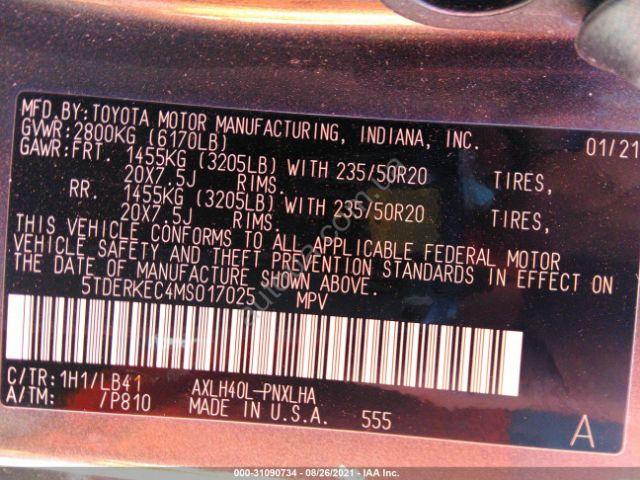 MFD.BY:TOYOTA MOTOR MANUFACTURING, INDIANA, INC. 01/21
GVWR:2800KG (6170LB)
GAWR:FRT. 1455KG (3205LB) WITH 235/50R20 TIRES,
20X7.5J RIMS.
RR. 1455KG (3205LB) WITH 235/50R20 TIRES,
20X7.5J RIMS.
THIS VEHICLE CONFORMS TO ALL APPLICABLE FEDERAL MOTOR
VEHICLE SAFETY AND THEFT PREVENTION STANDARDS IN EFFECT ON
THE DATE OF MANUFACTURE SHOWN ABOVE.
5TDERKEC4MS017025 MPV
C/TR:1H1/LB41 AXLH40L-PNXLHA
A/TM: /P810 MADE IN U.S.A. 555 A
000-31090734 - 08/26/2021 - IAA Inc.